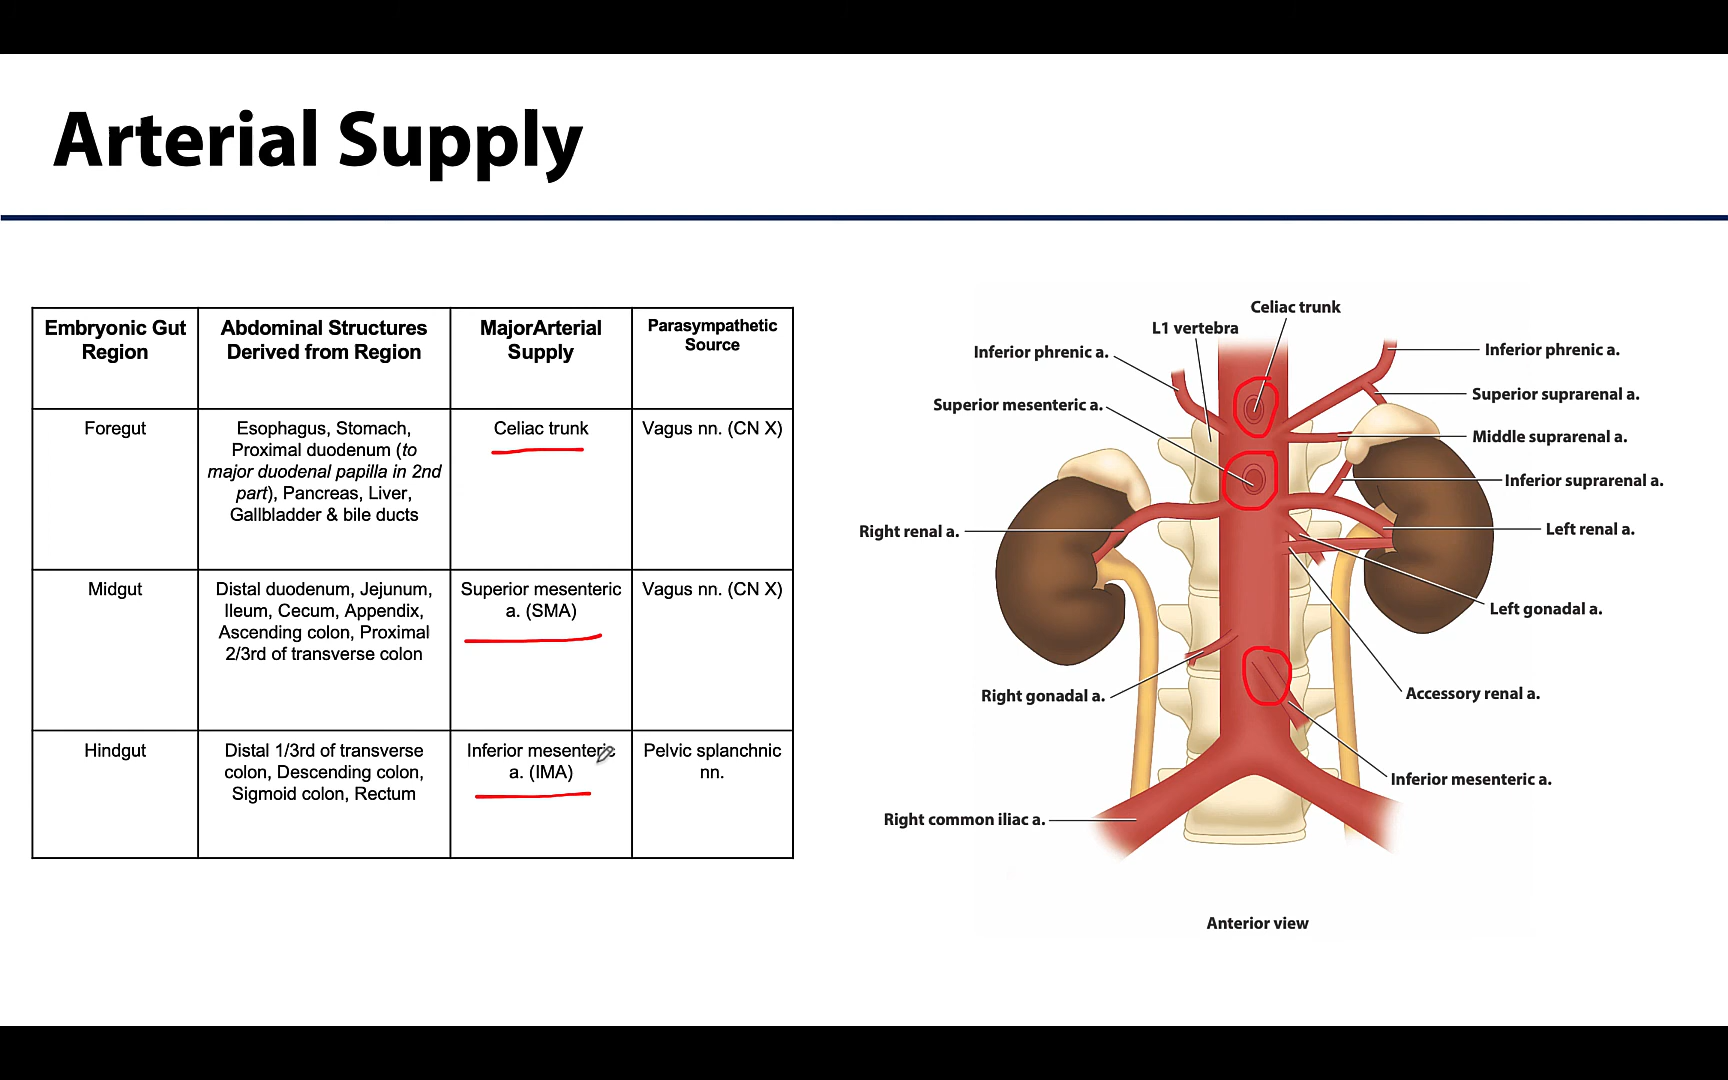 Arterial Supply
Embryonic Gut
Region
Abdominal Structures
Derived from Region
MajorArterial
Supply
Parasympathetic
Source
Foregut
Esophagus, Stomach,
Proximal duodenum (to
major duodenal papilla in 2nd
part), Pancreas, Liver,
Gallbladder & bile ducts
Celiac trunk
Vagus nn. (CN X)
Midgut
Distal duodenum, Jejunum,
Ileum, Cecum, Appendix,
Ascending colon, Proximal
2/3rd of transverse colon
Superior mesenteric
a. (SMA)
Vagus nn. (CN X)
Hindgut
Distal 1/3rd of transverse
colon, Descending colon,
Sigmoid colon, Rectum
Inferior mesenteric
a. (IMA)
Pelvic splanchnic
nn.
Celiac trunk
L1 vertebra
Inferior phrenic a.
Inferior phrenic a.
Superior suprarenal a.
Superior mesenteric a.
Middle suprarenal a.
Inferior suprarenal a.
Right renal a.
Left renal a.
Left gonadal a.
Right gonadal a.
Accessory renal a.
Inferior mesenteric a.
Right common iliac a.
Anterior view